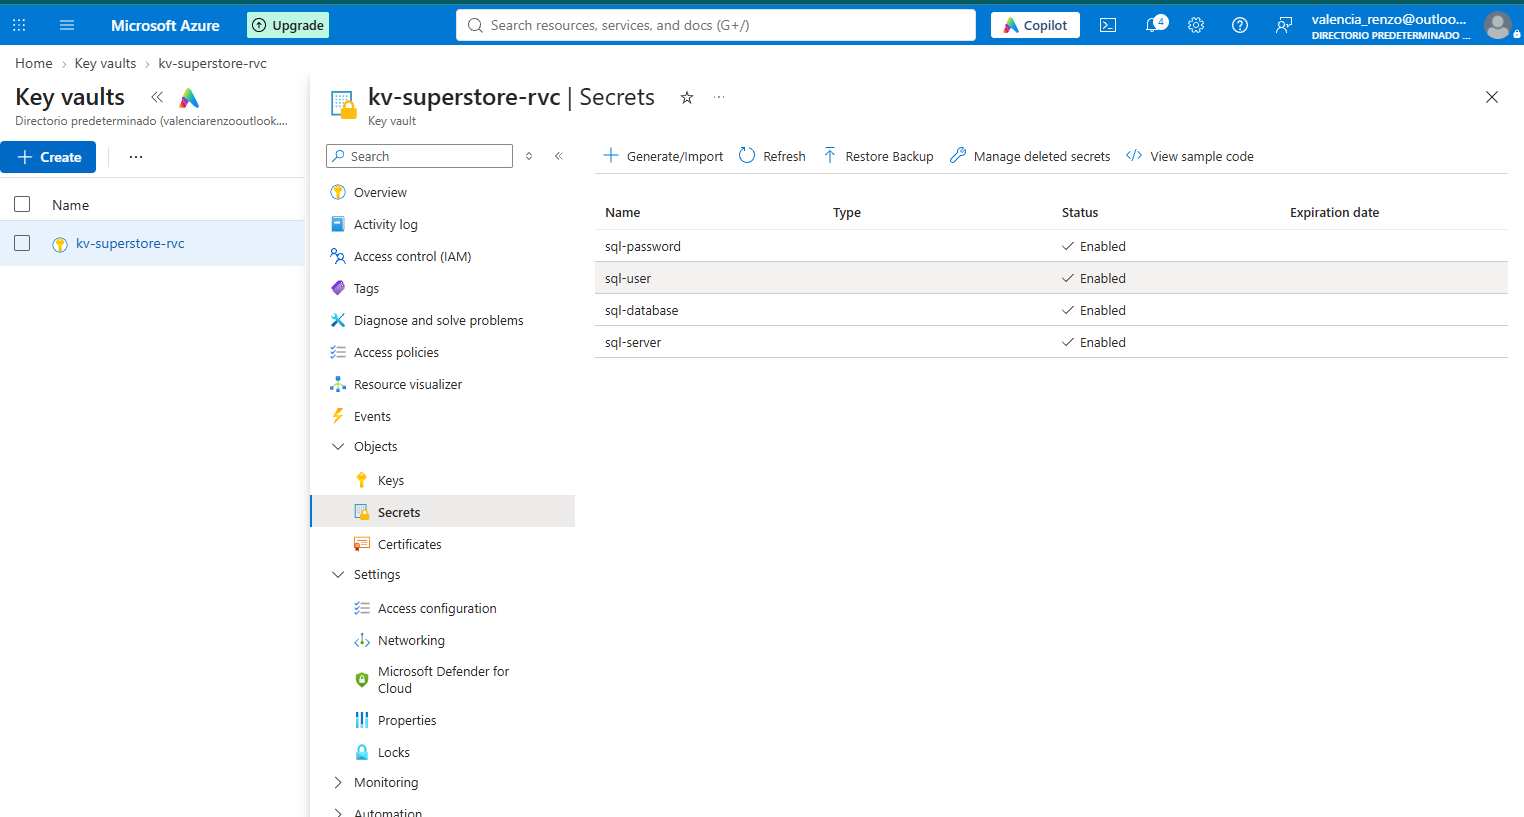 Microsoft Azure
Upgrade
Search resources, services, and docs (G+/)
Copilot
4
valencia_renzo@outloo...
DIRECTORIO PREDETERMINADO ...
Home > Key vaults > kv-superstore-rvc
Key vaults
Directorio predeterminado (valenciarenzooutlook....
Create
Name
kv-superstore-rvc
kv-superstore-rvc | Secrets
Key vault
Search
Overview
Activity log
Access control (IAM)
Tags
Diagnose and solve problems
Access policies
Resource visualizer
Events
Objects
Keys
Secrets
Certificates
Settings
Access configuration
Networking
Microsoft Defender for
Cloud
Properties
Locks
Monitoring
Automation
Generate/Import Refresh Restore Backup Manage deleted secrets View sample code
Name Type Status Expiration date
sql-password Enabled
sql-user Enabled
sql-database Enabled
sql-server Enabled